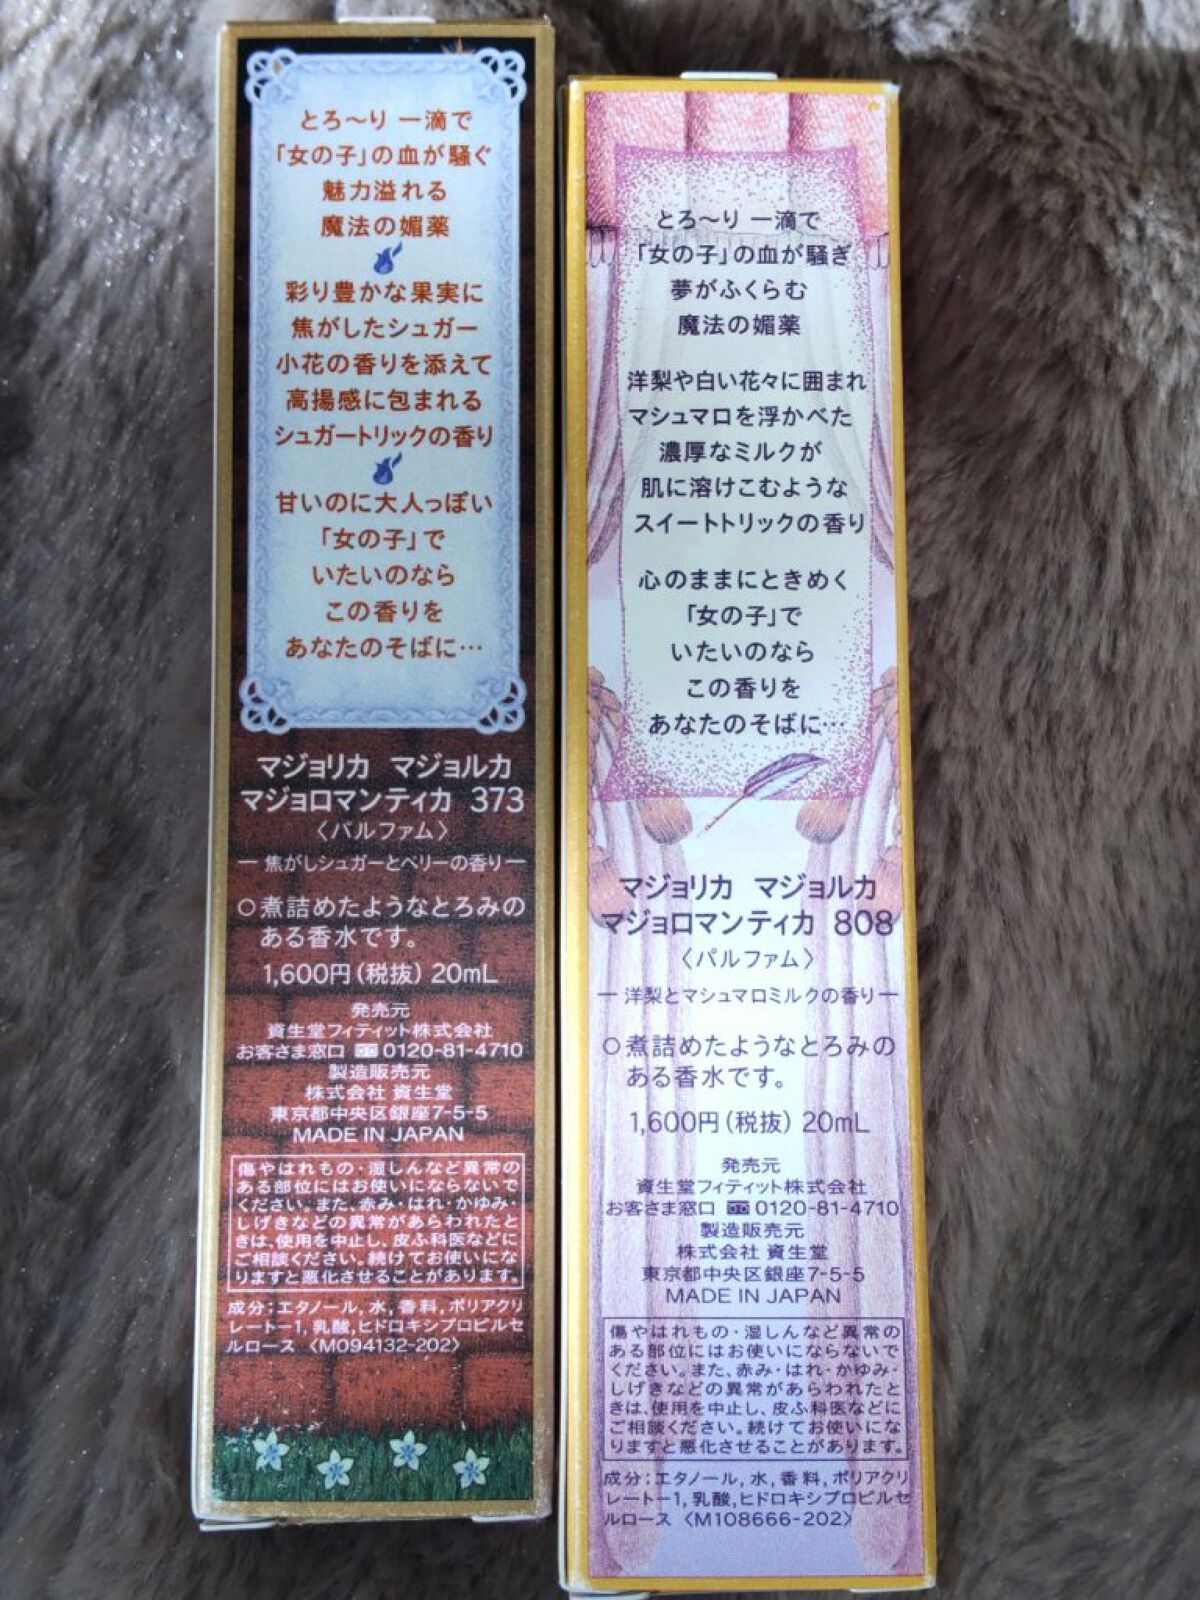 とろ〜り 一滴で
「女の子」の血が騒ぐ
魅力溢れる
魔法の媚薬
彩り豊かな果実に
焦がしたシュガー
小花の香りを添えて
高揚感に包まれる
シュガートリックの香り
甘いのに大人っぽい
「女の子」で
いたいのなら
この香りを
あなたのそばに…
マジョリカ マジョルカ
マジョロマンティカ 373
〈パルファム〉
― 焦がしシュガーとベリーの香り ―
○煮詰めたようなとろみの
ある香水です。
1,600円(税抜) 20mL
発売元
資生堂フィティット株式会社
お客さま窓口 0120-81-4710
製造販売元
株式会社 資生堂
東京都中央区銀座7-5-5
MADE IN JAPAN
傷やはれもの・湿しんなど異常の
ある部位にはお使いにならないで
ください。また、赤み・はれ・かゆみ・
しげきなどの異常があらわれたと
きは、使用を中止し、皮ふ科医などに
ご相談ください。続けてお使いにな
りますと悪化させることがあります。
成分:エタノール, 水, 香料, ポリアクリ
レート-1, 乳酸, ヒドロキシプロピルセ
ルロース 〈M094132-202〉
とろ〜り 一滴で
「女の子」の血が騒ぎ
夢がふくらむ
魔法の媚薬
洋梨や白い花々に囲まれ
マシュマロを浮かべた
濃厚なミルクが
肌に溶けこむような
スイートトリックの香り
心のままにときめく
「女の子」で
いたいのなら
この香りを
あなたのそばに…
マジョリカ マジョルカ
マジョロマンティカ 808
〈パルファム〉
― 洋梨とマシュマロミルクの香り ―
○煮詰めたようなとろみの
ある香水です。
1,600円(税抜) 20mL
発売元
資生堂フィティット株式会社
お客さま窓口 0120-81-4710
製造販売元
株式会社 資生堂
東京都中央区銀座7-5-5
MADE IN JAPAN
傷やはれもの・湿しんなど異常の
ある部位にはお使いにならないで
ください。また、赤み・はれ・かゆみ・
しげきなどの異常があらわれたと
きは、使用を中止し、皮ふ科医などに
ご相談ください。続けてお使いにな
りますと悪化させることがあります。
成分:エタノール, 水, 香料, ポリアクリ
レート-1, 乳酸, ヒドロキシプロピルセ
ルロース 〈M108666-202〉